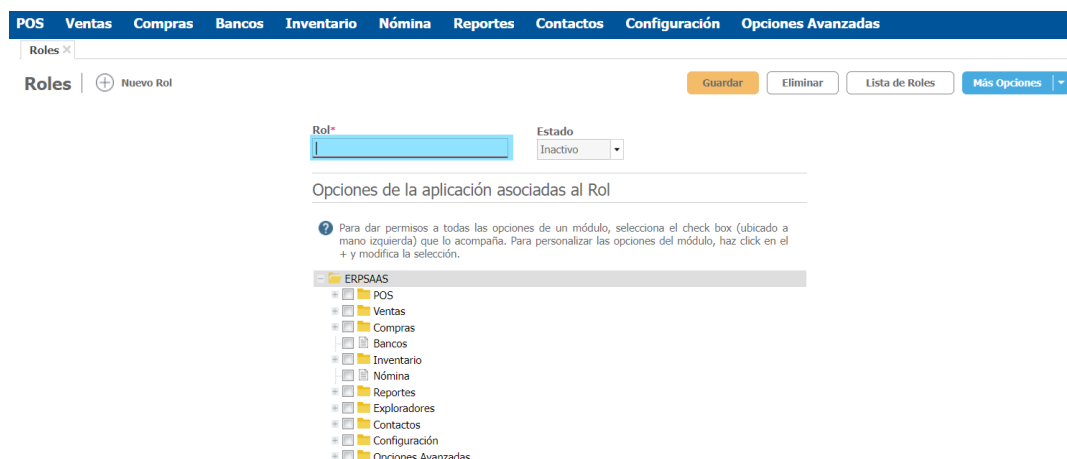 POS Ventas Compras Bancos Inventario Nómina Reportes Contactos Configuración Opciones Avanzadas
Roles
Roles Nuevo Rol Guardar Eliminar Lista de Roles Más Opciones
Rol* Estado
Inactivo
Opciones de la aplicación asociadas al Rol
Para dar permisos a todas las opciones de un módulo, selecciona el check box (ubicado a
mano izquierda) que lo acompaña. Para personalizar las opciones del módulo, haz click en el
+ y modifica la selección.
ERPSAAS
POS
Ventas
Compras
Bancos
Inventario
Nómina
Reportes
Exploradores
Contactos
Configuración
Opciones Avanzadas